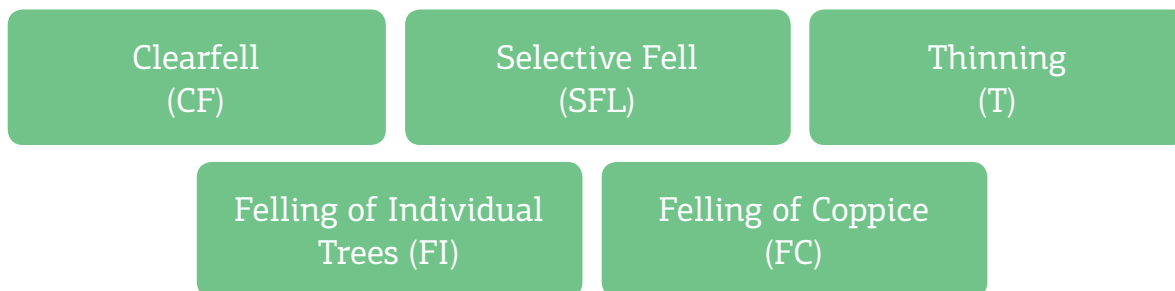 Clearfell
(CF)
Selective Fell
(SFL)
Thinning
(T)
Felling of Individual
Trees (FI)
Felling of Coppice
(FC)